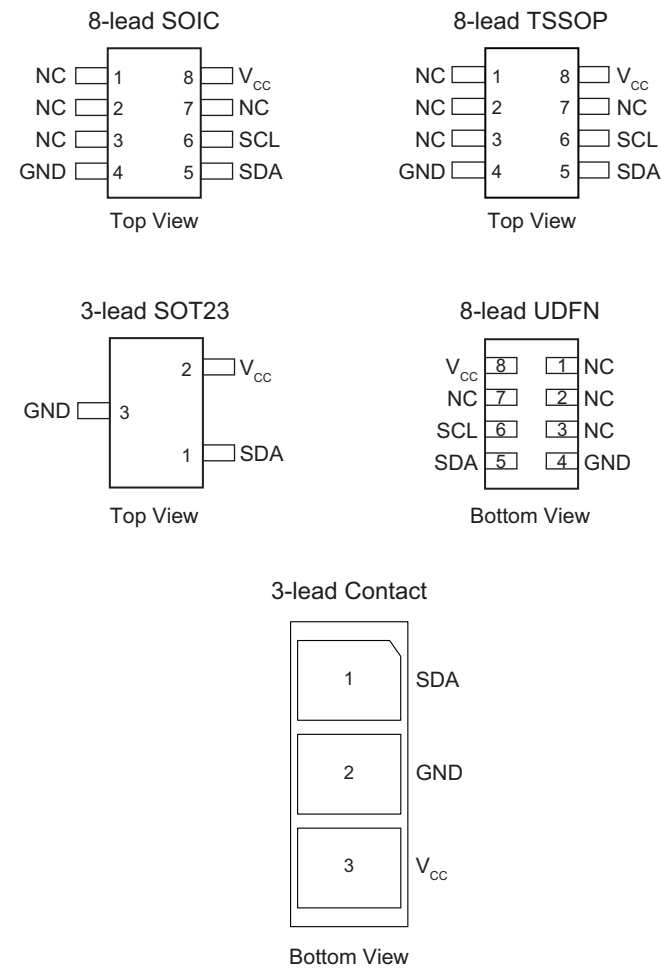 8-lead SOIC
NC 1 8 VCC
NC 2 7 NC
NC 3 6 SCL
GND 4 5 SDA
Top View
8-lead TSSOP
NC 1 8 VCC
NC 2 7 NC
NC 3 6 SCL
GND 4 5 SDA
Top View
3-lead SOT23
2 VCC
GND 3
1 SDA
Top View
8-lead UDFN
VCC 8 1 NC
NC 7 2 NC
SCL 6 3 NC
SDA 5 4 GND
Bottom View
3-lead Contact
1 SDA
2 GND
3 VCC
Bottom View